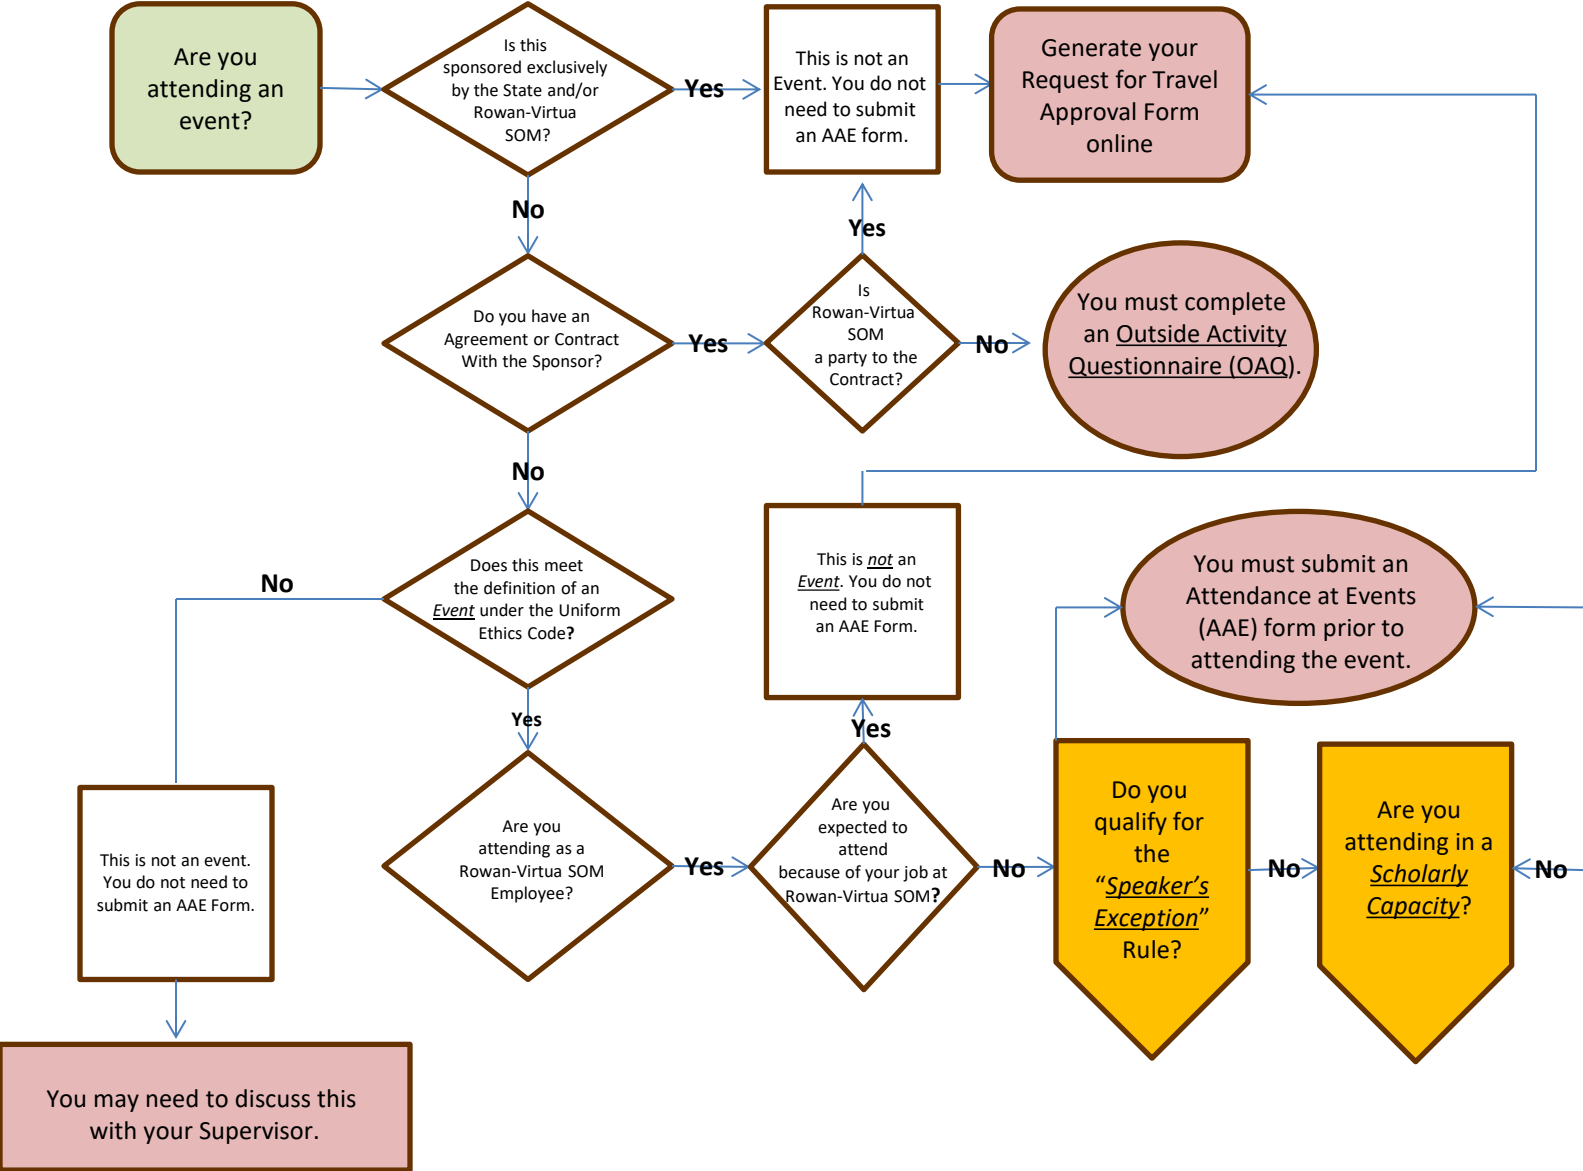 Are you
attending an
event?
Is this
sponsored exclusively
by the State and/or
Rowan-Virtua
SOM?
Yes
This is not an
Event. You do not
need to submit
an AAE form.
Generate your
Request for Travel
Approval Form
online
No
Yes
Do you have an
Agreement or Contract
With the Sponsor?
Yes
Is
Rowan-Virtua
SOM
a party to the
Contract?
No
You must complete
an Outside Activity
Questionnaire (OAQ).
No
Does this meet
the definition of an
Event under the Uniform
Ethics Code?
No
This is not an
Event. You do not
need to submit
an AAE Form.
You must submit an
Attendance at Events
(AAE) form prior to
attending the event.
Yes
Yes
This is not an event.
You do not need to
submit an AAE Form.
Are you
attending as a
Rowan-Virtua SOM
Employee?
Yes
Are you
expected to
attend
because of your job at
Rowan-Virtua SOM?
No
Do you
qualify for
the
“Speaker’s
Exception”
Rule?
No
Are you
attending in a
Scholarly
Capacity?
No
You may need to discuss this
with your Supervisor.